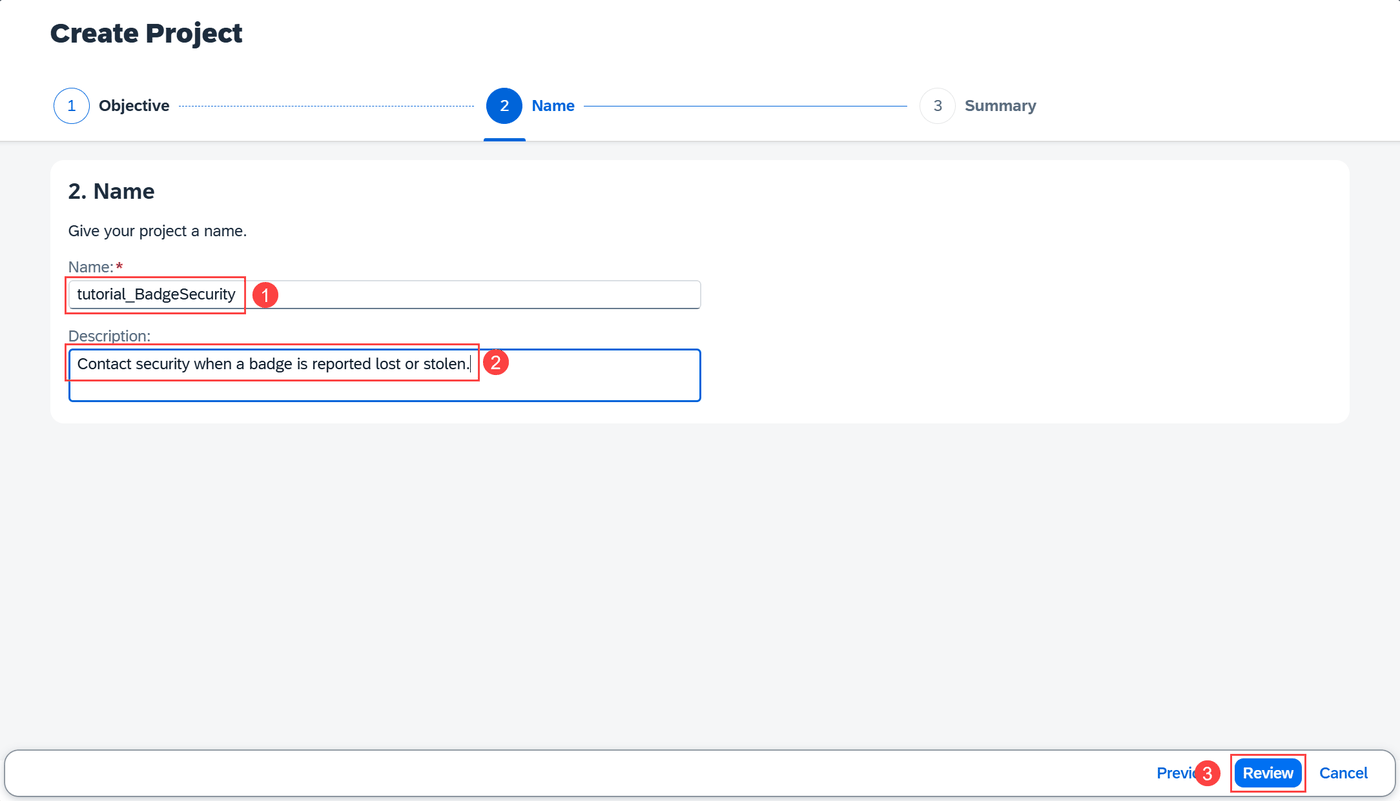 Create Project
1 Objective 2 Name 3 Summary
2. Name
Give your project a name.
Name:*
tutorial_BadgeSecurity 1
Description:
Contact security when a badge is reported lost or stolen. 2
3 Review Cancel